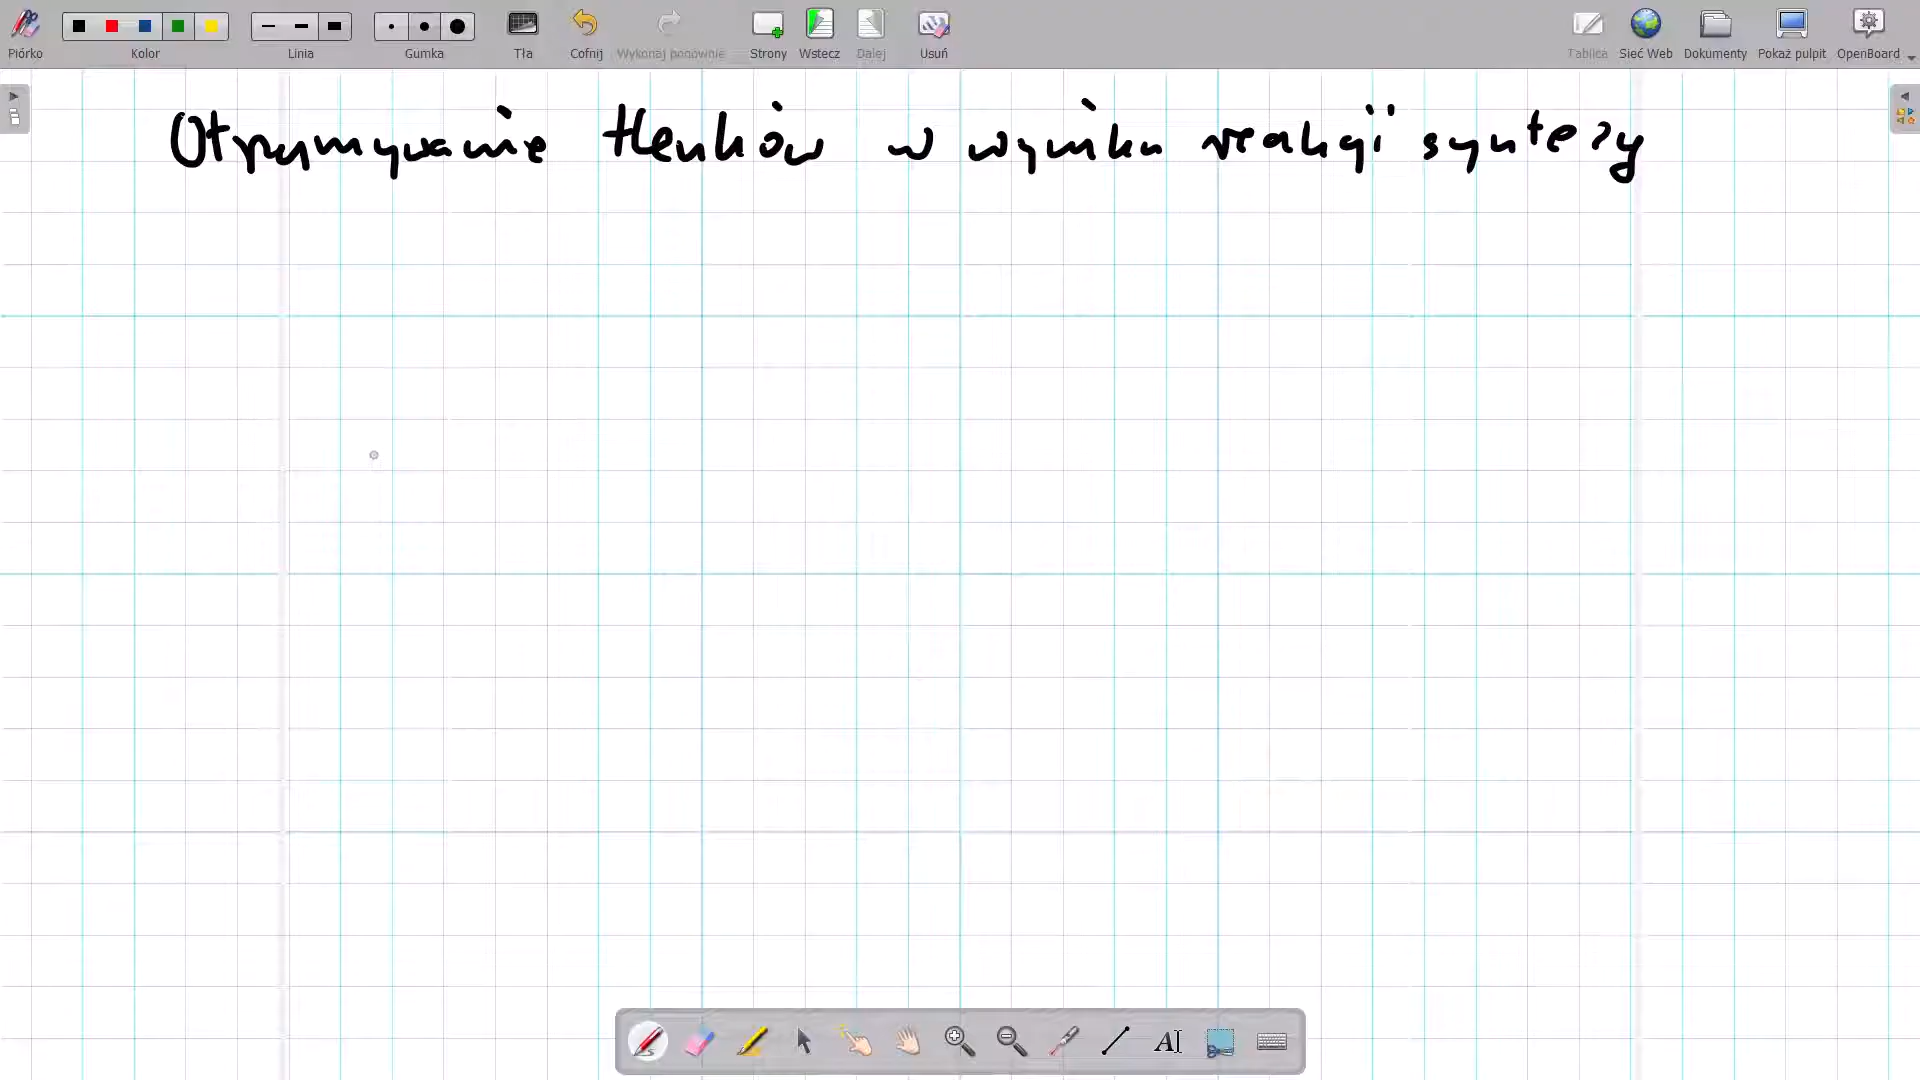 Piórko Kolor Linia Gumka Tła Cofnij Wykonaj ponownie Strony Wstecz Dalej Usuń Tablica Sieć Web Dokumenty Pokaż pulpit OpenBoard
Otrzymywanie tlenków w wyniku reakcji syntezy